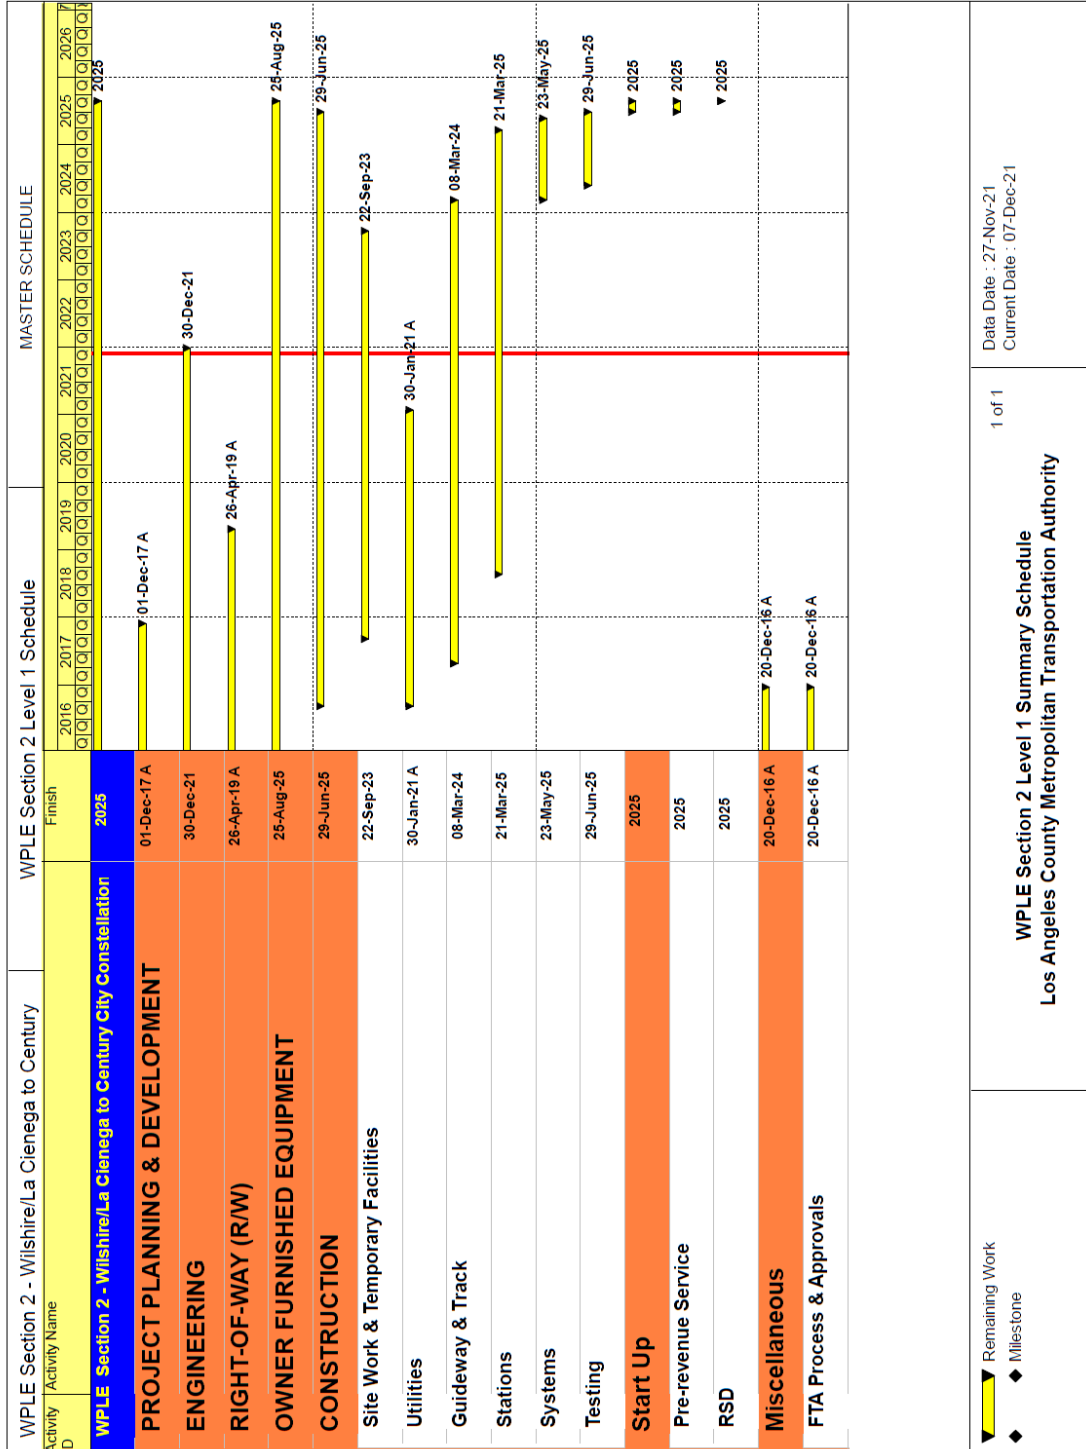 WPLE Section 2 - Wilshire/La Cienega to Century
WPLE Section 2 Level 1 Schedule
MASTER SCHEDULE
Activity D
Activity Name
Finish
2016 2017 2018 2019 2020 2021 2022 2023 2024 2025 2026
Q Q Q Q Q Q Q Q Q Q Q Q Q Q Q Q Q Q Q Q Q Q Q Q Q Q Q Q Q Q Q Q Q Q Q Q Q Q Q Q Q Q Q Q
WPLE Section 2 - Wilshire/La Cienega to Century City Constellation 2025 2025
PROJECT PLANNING & DEVELOPMENT 01-Dec-17 A 01-Dec-17 A
ENGINEERING 30-Dec-21 30-Dec-21
RIGHT-OF-WAY (R/W) 26-Apr-19 A 26-Apr-19 A
OWNER FURNISHED EQUIPMENT 25-Aug-25 25-Aug-25
CONSTRUCTION 29-Jun-25 29-Jun-25
Site Work & Temporary Facilities 22-Sep-23 22-Sep-23
Utilities 30-Jan-21 A 30-Jan-21 A
Guideway & Track 08-Mar-24 08-Mar-24
Stations 21-Mar-25 21-Mar-25
Systems 23-May-25 23-May-25
Testing 29-Jun-25 29-Jun-25
Start Up 2025 2025
Pre-revenue Service 2025 2025
RSD 2025 2025
Miscellaneous 20-Dec-16 A 20-Dec-16 A
FTA Process & Approvals 20-Dec-16 A 20-Dec-16 A
Remaining Work
Milestone
1 of 1
WPLE Section 2 Level 1 Summary Schedule
Los Angeles County Metropolitan Transportation Authority
Data Date : 27-Nov-21
Current Date : 07-Dec-21